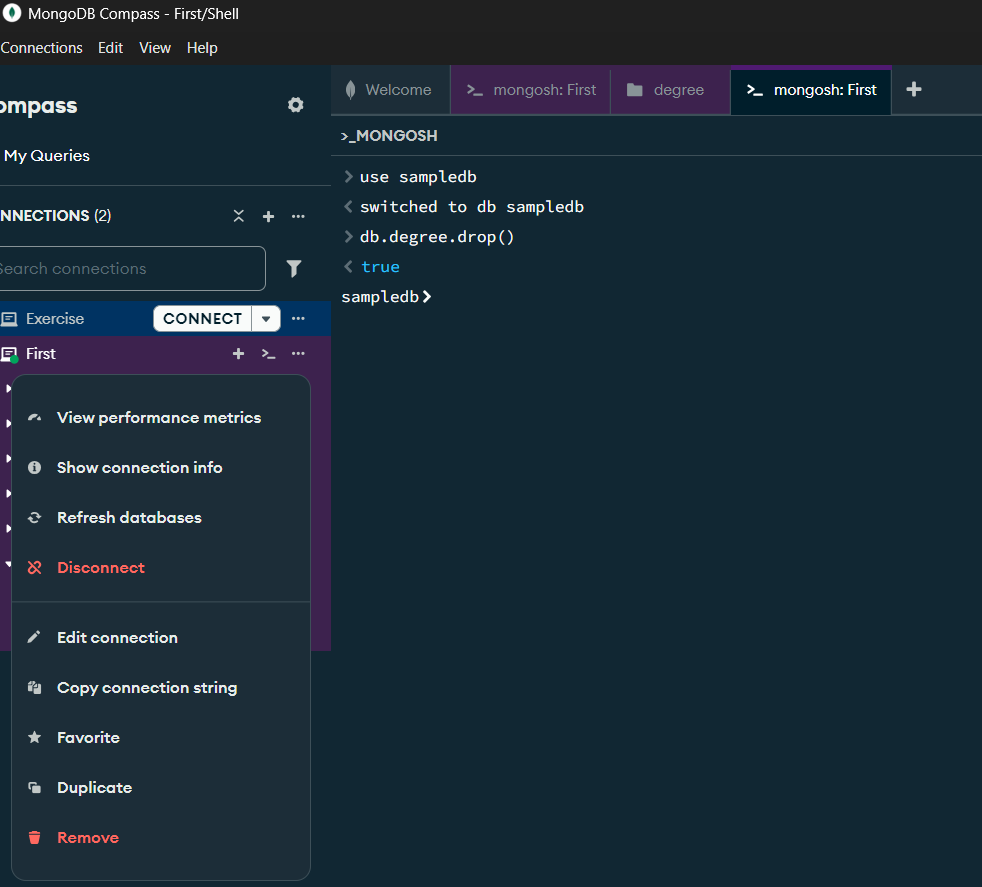 MongoDB Compass - First/Shell
Connections Edit View Help
ompass
Welcome
mongosh: First
degree
mongosh: First
My Queries
>_MONGOSH
NNECTIONS (2)
Search connections
Exercise
CONNECT
First
View performance metrics
Show connection info
Refresh databases
Disconnect
Edit connection
Copy connection string
Favorite
Duplicate
Remove
> use sampledb
< switched to db sampledb
> db.degree.drop()
< true
sampledb>